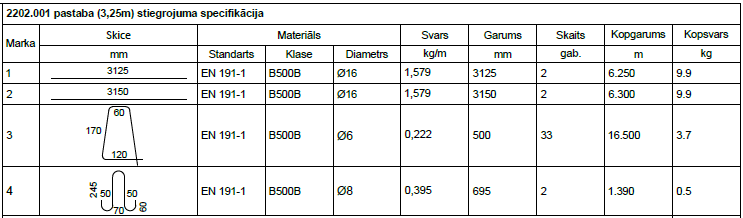 2202.001 pastaba (3,25m) stiegrojuma specifikācija
Marka Skice Materiāls Svars Garums Skaits Kopgarums Kopsvars
mm Standarts Klase Diametrs kg/m mm gab. m kg
1 3125 EN 191-1 B500B Ø16 1,579 3125 2 6.250 9.9
2 3150 EN 191-1 B500B Ø16 1,579 3150 2 6.300 9.9
3 60 170 120 EN 191-1 B500B Ø6 0,222 500 33 16.500 3.7
4 245 50 50 70 60 EN 191-1 B500B Ø8 0,395 695 2 1.390 0.5